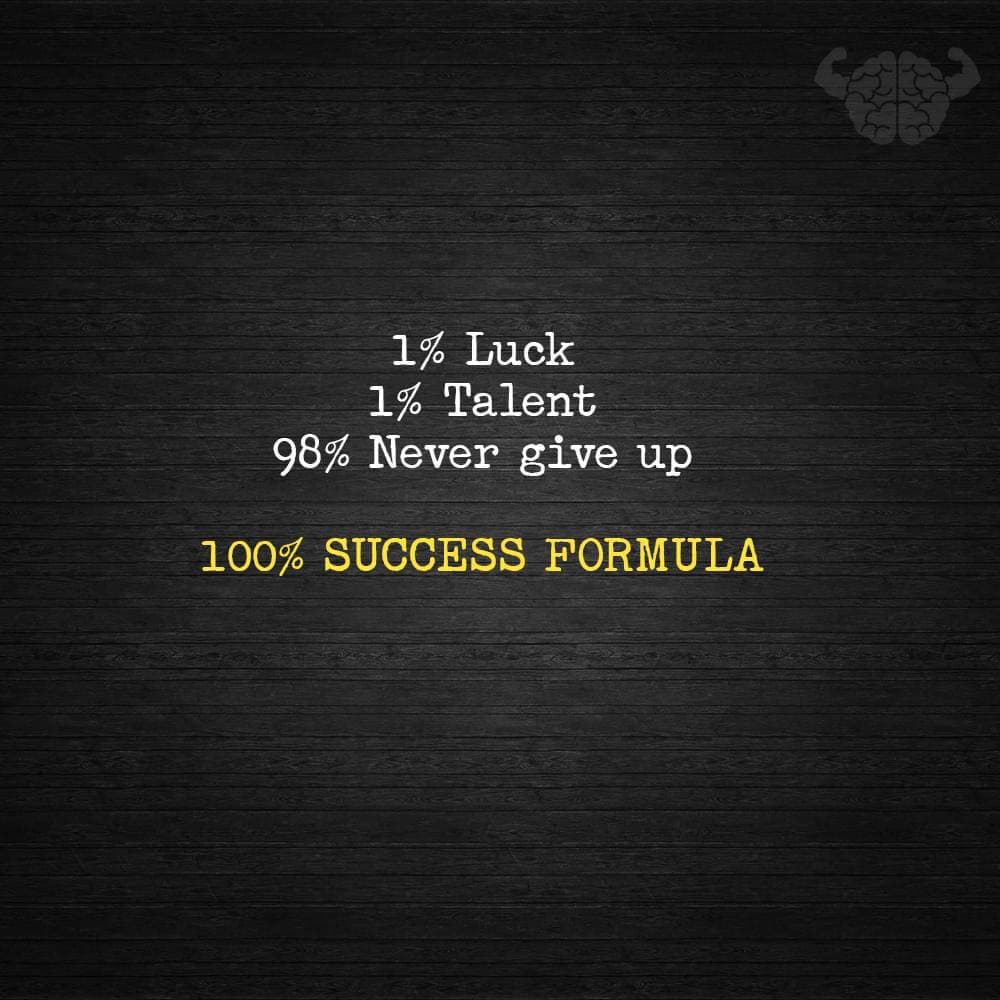 1% Luck
1% Talent
98% Never give up
100% SUCCESS FORMULA